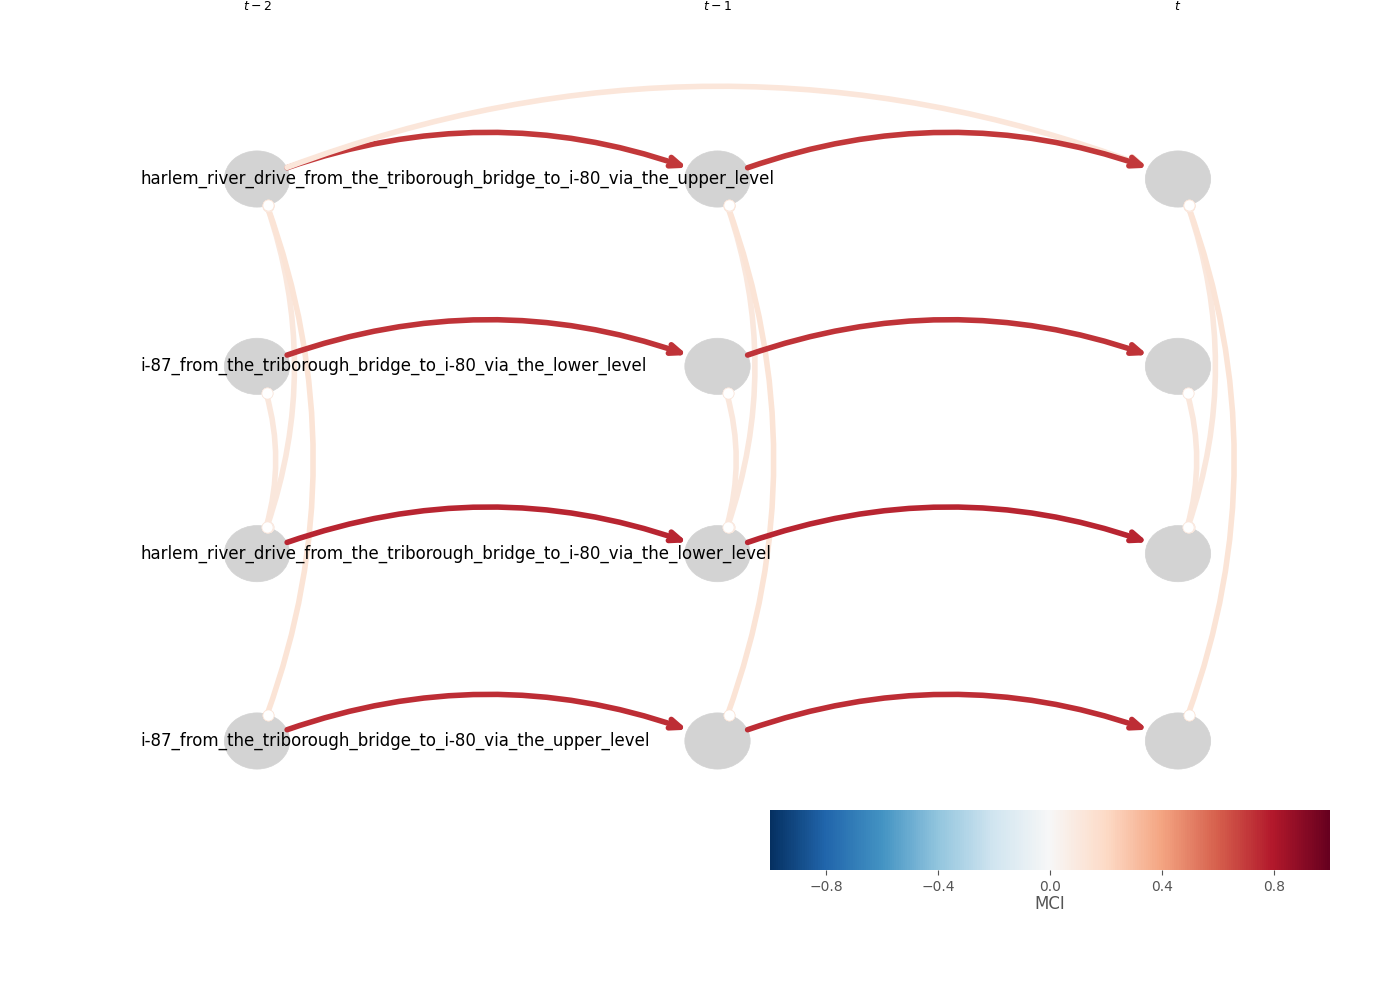 t − 2 t − 1 t
harlem_river_drive_from_the_triborough_bridge_to_i-80_via_the_upper_level
i-87_from_the_triborough_bridge_to_i-80_via_the_lower_level
harlem_river_drive_from_the_triborough_bridge_to_i-80_via_the_lower_level
i-87_from_the_triborough_bridge_to_i-80_via_the_upper_level
−0.8 −0.4 0.0 0.4 0.8
MCI